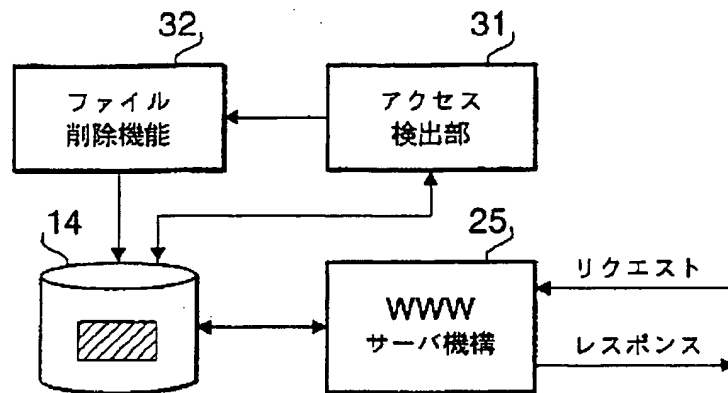 32
31
ファイル
削除機能
アクセス
検出部
14
25
WWW
サーバ機構
リクエスト
レスポンス